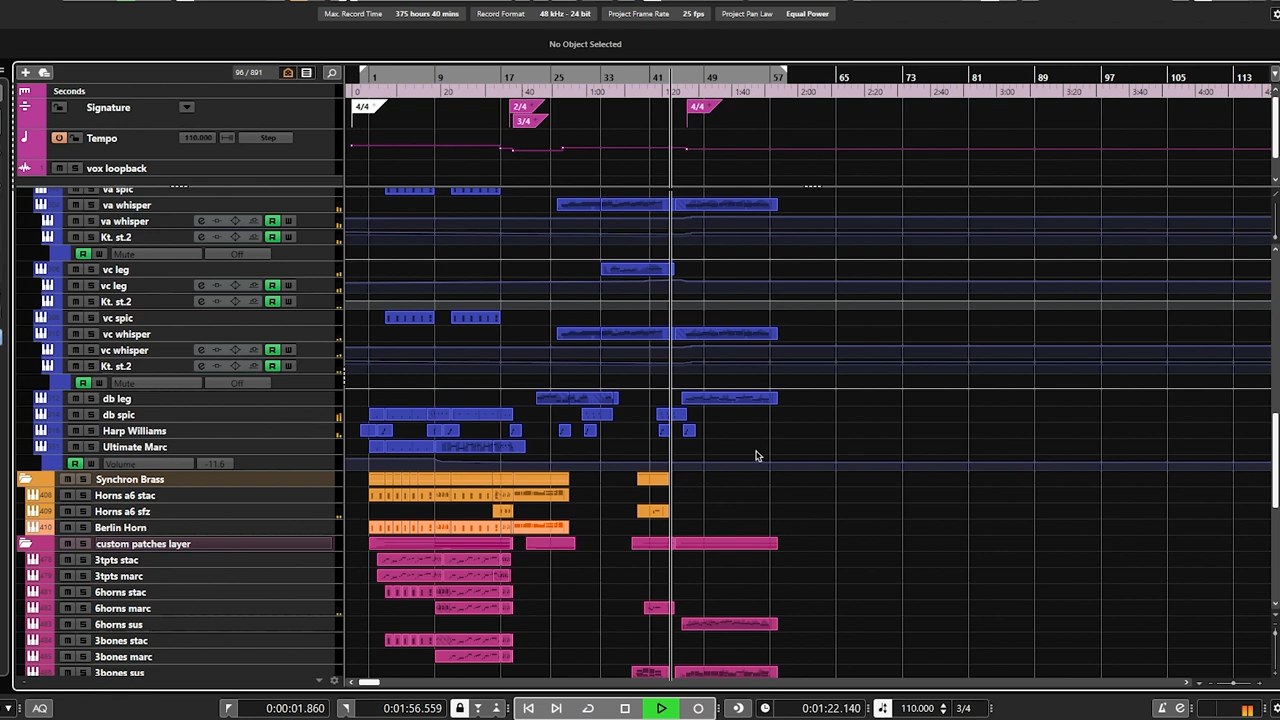 Max. Record Time 375 hours 40 mins Record Format 48 kHz - 24 bit Project Frame Rate 25 fps Project Pan Law Equal Power
No Object Selected
96 / 891 1 9 17 25 33 41 49 57 65 73 81 89 97 105 113
Seconds 0 20 :40 1:00 1:20 1:40 2:00 2:20 2:40 3:00 3:20 3:40 4:00
Signature 4/4 2/4 4/4
3/4
Tempo 110.000 Step
M S vox loopback
va spic
M S va whisper
va whisper e R W
Kt. st.2 e R W
R Mute Off
M S vc leg
vc leg
Kt. st.2
M S vc spic
M S vc whisper
vc whisper e R W
Kt. st.2 e R W
R Mute Off
M S db leg
M S db spic
M S Harp Williams
M S Ultimate Marc
R W Volume -11.6
M S Synchron Brass
408 M S Horns a6 stac
409 M S Horns a6 sfz
410 M S Berlin Horn
M S custom patches layer
M S 3tpts stac
M S 3tpts marc
M S 6horns stac
M S 6horns marc
M S 6horns sus
M S 3bones stac
M S 3bones marc
M S 3bones sus
AQ 0:00:01.860 0:01:56.559 0:01:22.140 110.000 3/4